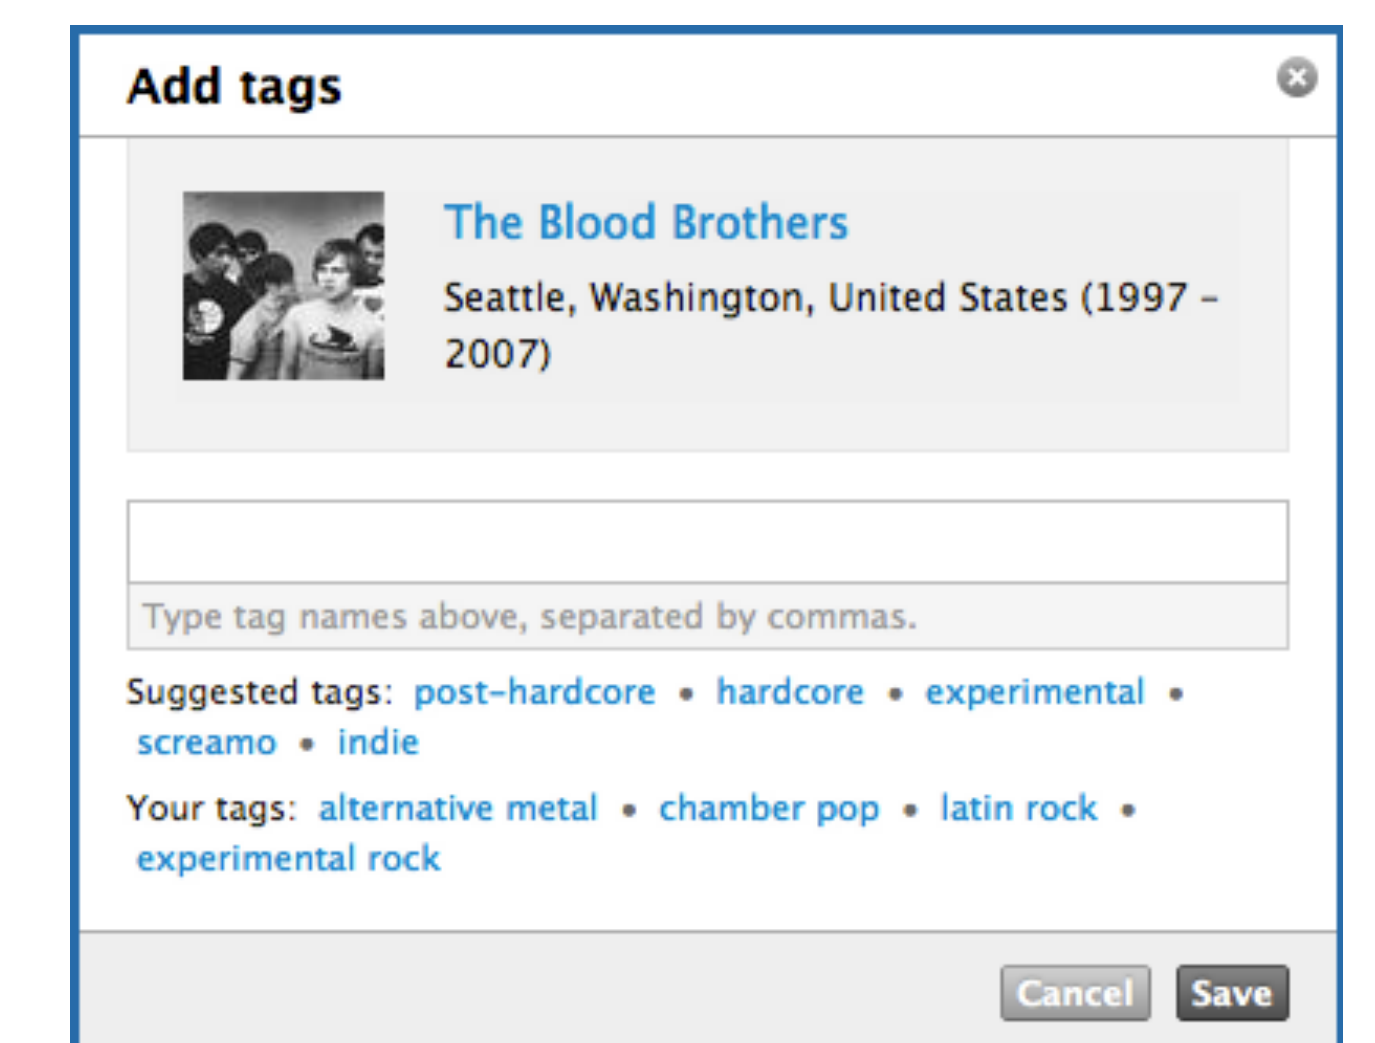 Add tags
The Blood Brothers
Seattle, Washington, United States (1997 –
2007)
Type tag names above, separated by commas.
Suggested tags: post-hardcore • hardcore • experimental •
screamo • indie
Your tags: alternative metal • chamber pop • latin rock •
experimental rock
Cancel Save